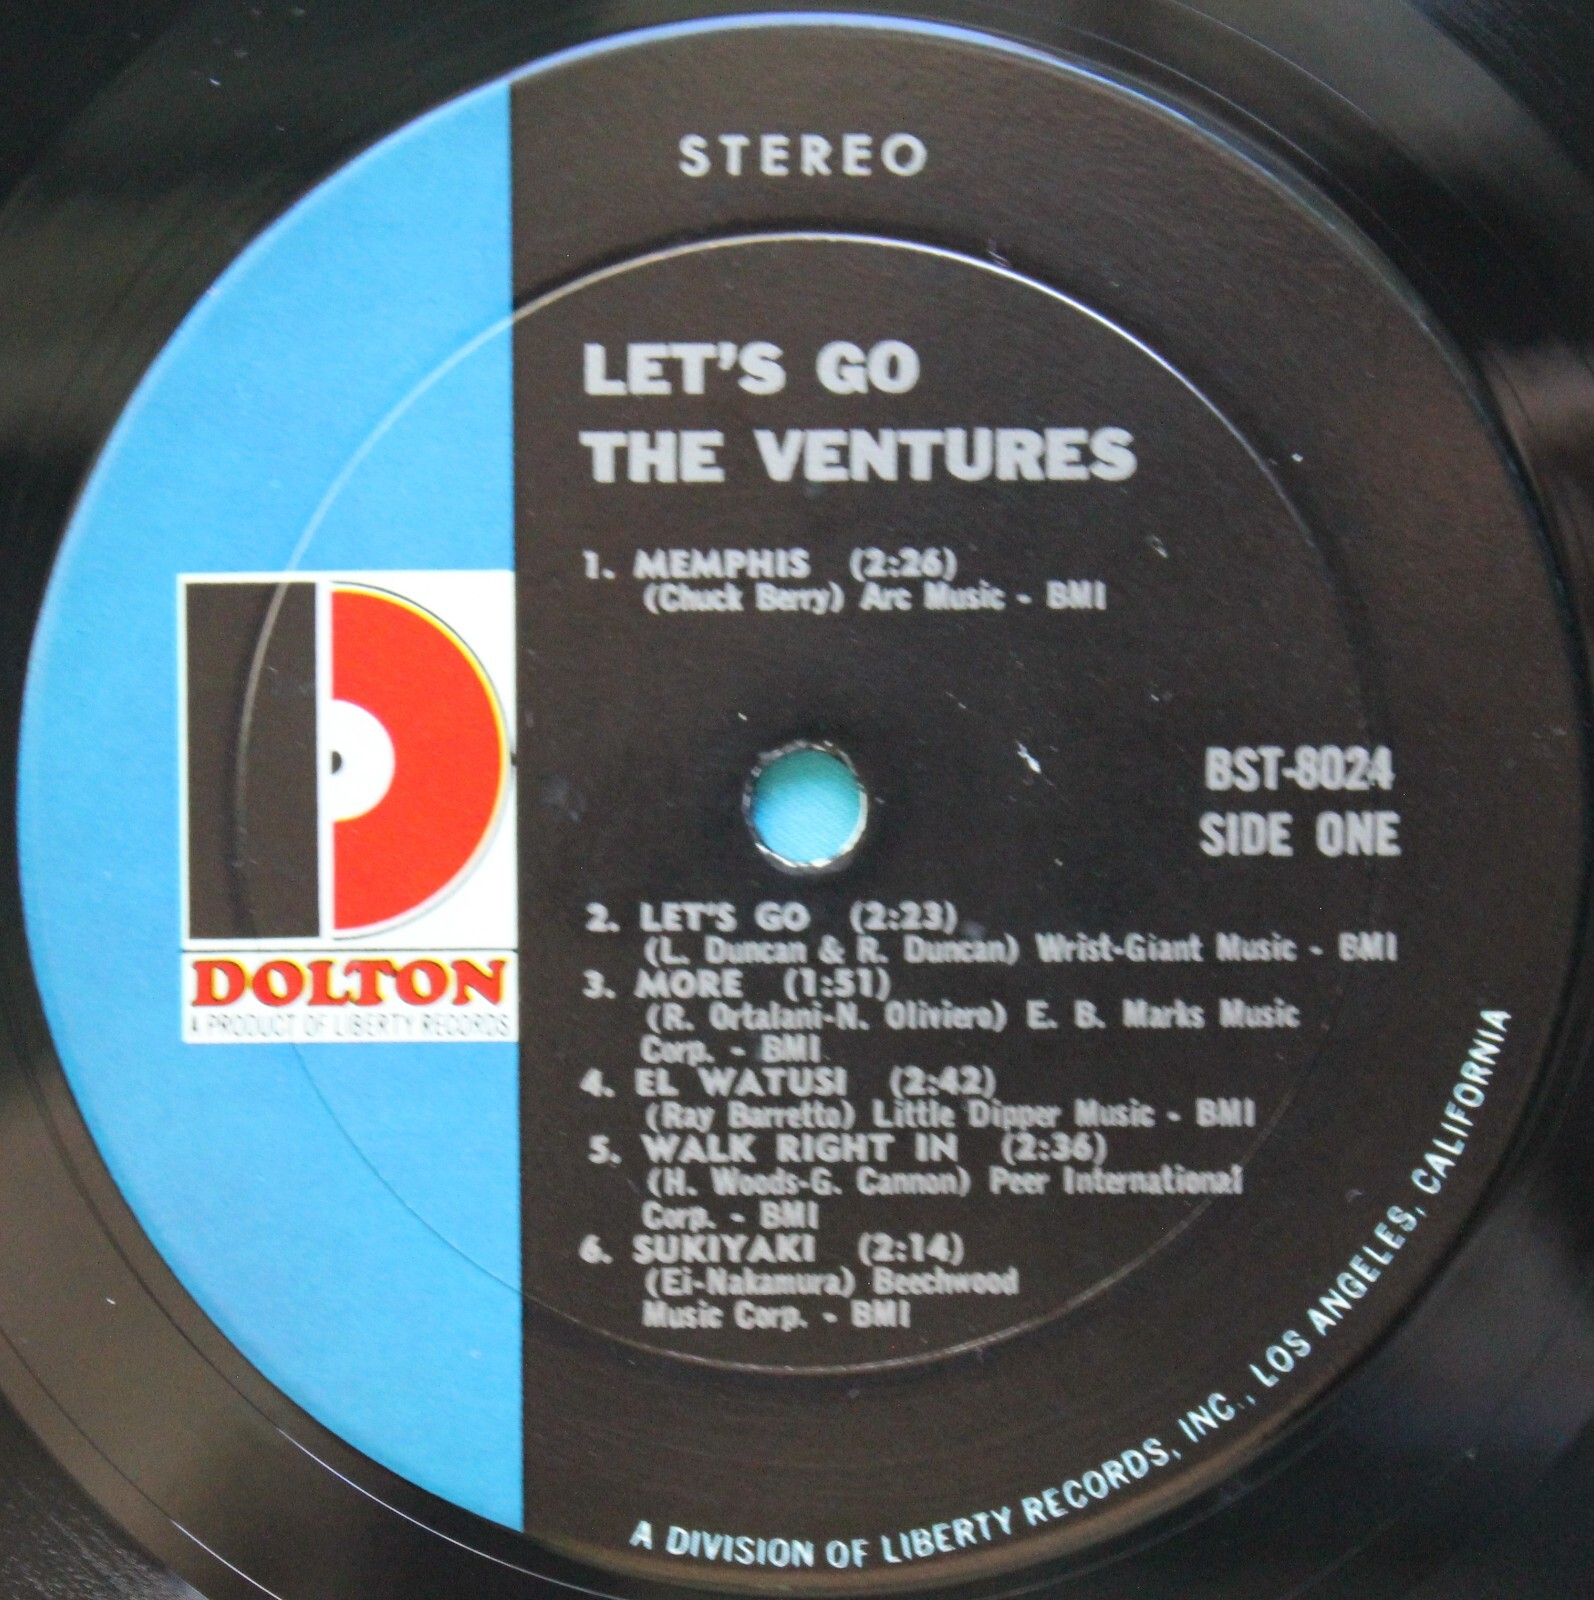 STEREO
LET'S GO
THE VENTURES
1. MEMPHIS (2:26)
(Chuck Berry) Arc Music - BMI
BST-8024
SIDE ONE
2. LET'S GO (2:23)
(L. Duncan & R. Duncan) Wrist-Giant Music - BMI
3. MORE (1:51)
(R. Ortalani-N. Oliviero) E. B. Marks Music
Corp. - BMI
4. EL WATUSI (2:42)
(Ray Barretto) Little Dipper Music - BMI
5. WALK RIGHT IN (2:36)
(H. Woods-G. Cannon) Peer International
Corp. - BMI
6. SUKIYAKI (2:14)
(Ei-Nakamura) Beechwood
Music Corp. - BMI
DOLTON
A PRODUCT OF LIBERTY RECORDS
A DIVISION OF LIBERTY RECORDS, INC., LOS ANGELES, CALIFORNIA